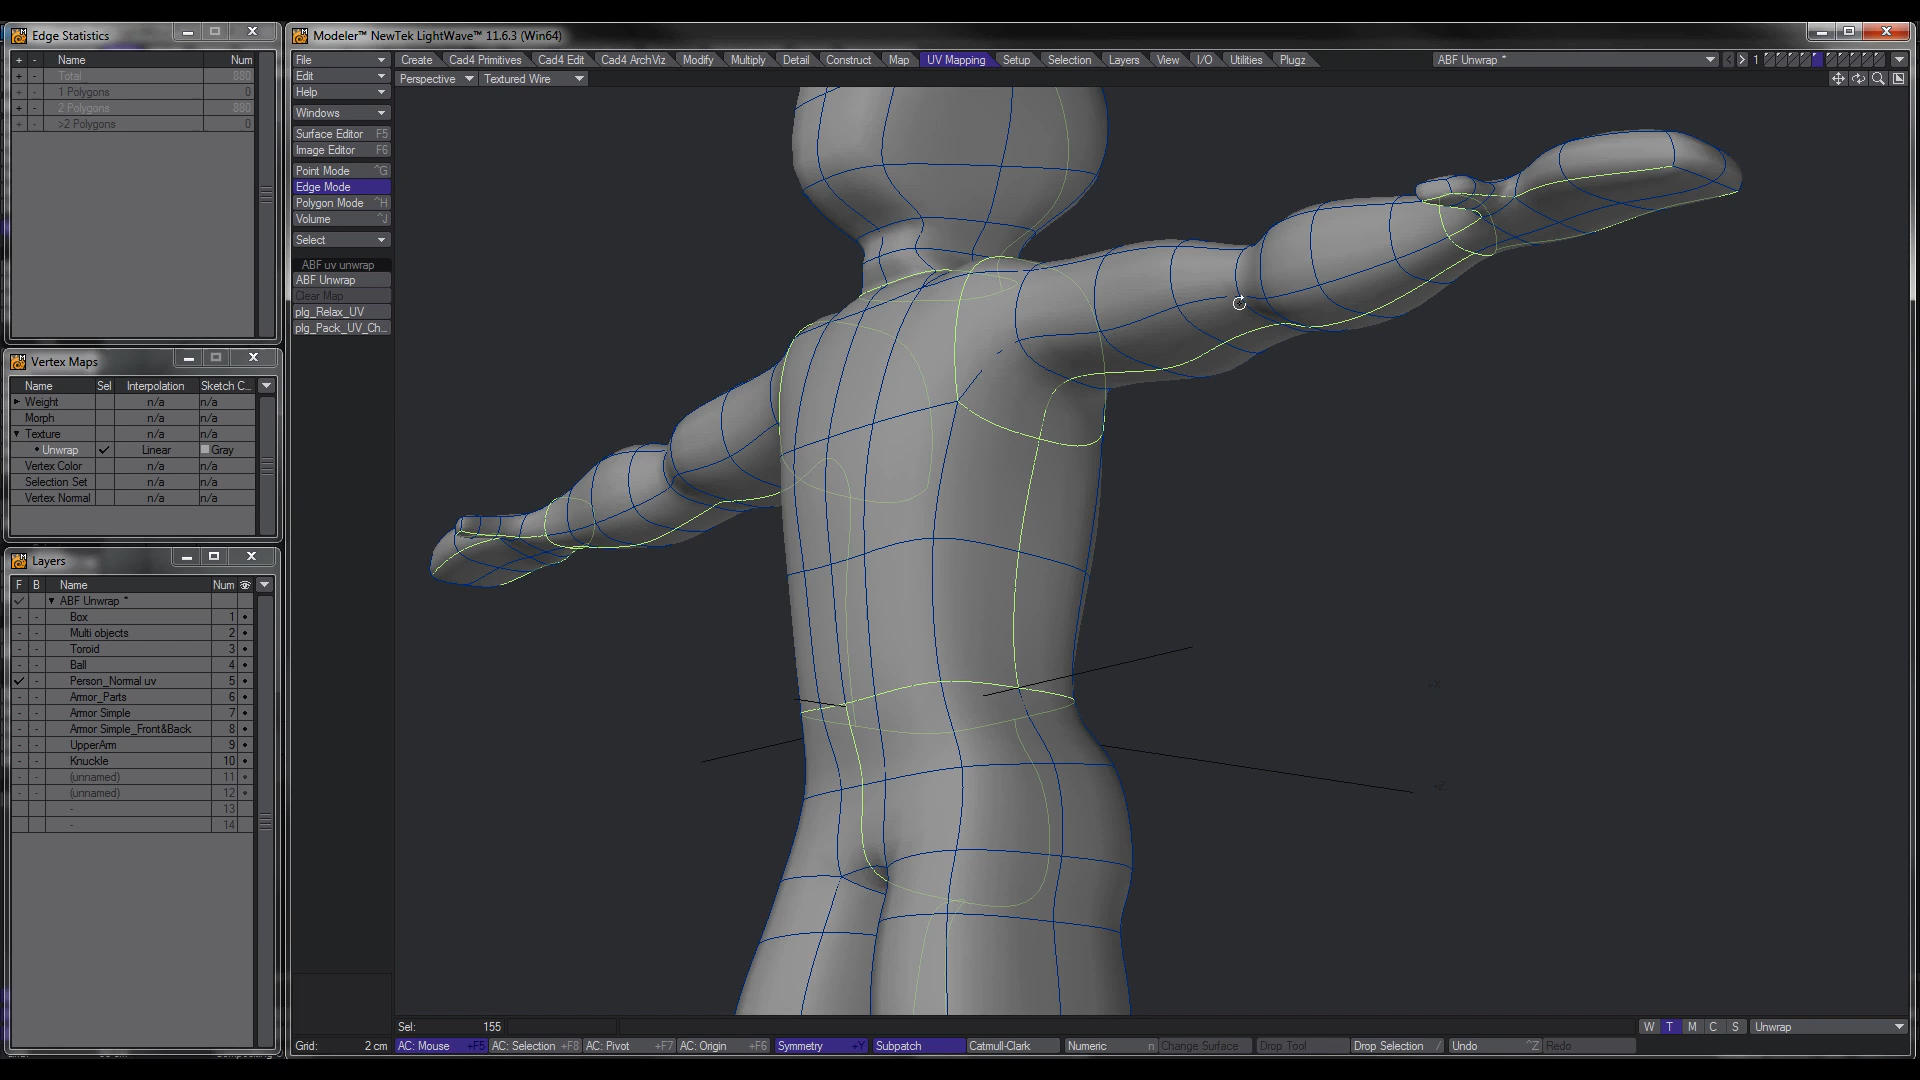 Edge Statistics
+ - Name Num
+ - Total 880
+ - 1 Polygons 0
+ - 2 Polygons 880
+ - >2 Polygons 0
Vertex Maps
Name Sel Interpolation Sketch C...
Weight n/a n/a
Morph n/a n/a
Texture n/a n/a
Unwrap Linear Gray
Vertex Color n/a n/a
Selection Set n/a n/a
Vertex Normal n/a n/a
Layers
F B Name Num
ABF Unwrap *
- - Box 1
- - Multi objects 2
- - Toroid 3
- - Ball 4
- Person_Normal uv 5
- - Armor_Parts 6
- - Armor Simple 7
- - Armor Simple_Front&Back 8
- - UpperArm 9
- - Knuckle 10
- - (unnamed) 11
- - (unnamed) 12
- 13
- 14
Modeler™ NewTek LightWave™ 11.6.3 (Win64)
File
Edit
Help
Windows
Surface Editor F5
Image Editor F6
Point Mode ^G
Edge Mode
Polygon Mode ^H
Volume ^J
Select
ABF uv unwrap
ABF Unwrap
Clear Map
plg_Relax_UV
plg_Pack_UV_Ch...
Create Cad4 Primitives Cad4 Edit Cad4 ArchViz Modify Multiply Detail Construct Map UV Mapping Setup Selection Layers View I/O Utilities Plugz
ABF Unwrap * 1
Perspective Textured Wire
Sel: 155
W T M C S Unwrap
Grid: 2 cm
AC: Mouse +F5 AC: Selection +F8 AC: Pivot +F7 AC: Origin +F6 Symmetry +Y Subpatch Catmull-Clark Numeric n Change Surface Drop Tool Drop Selection / Undo ^Z Redo